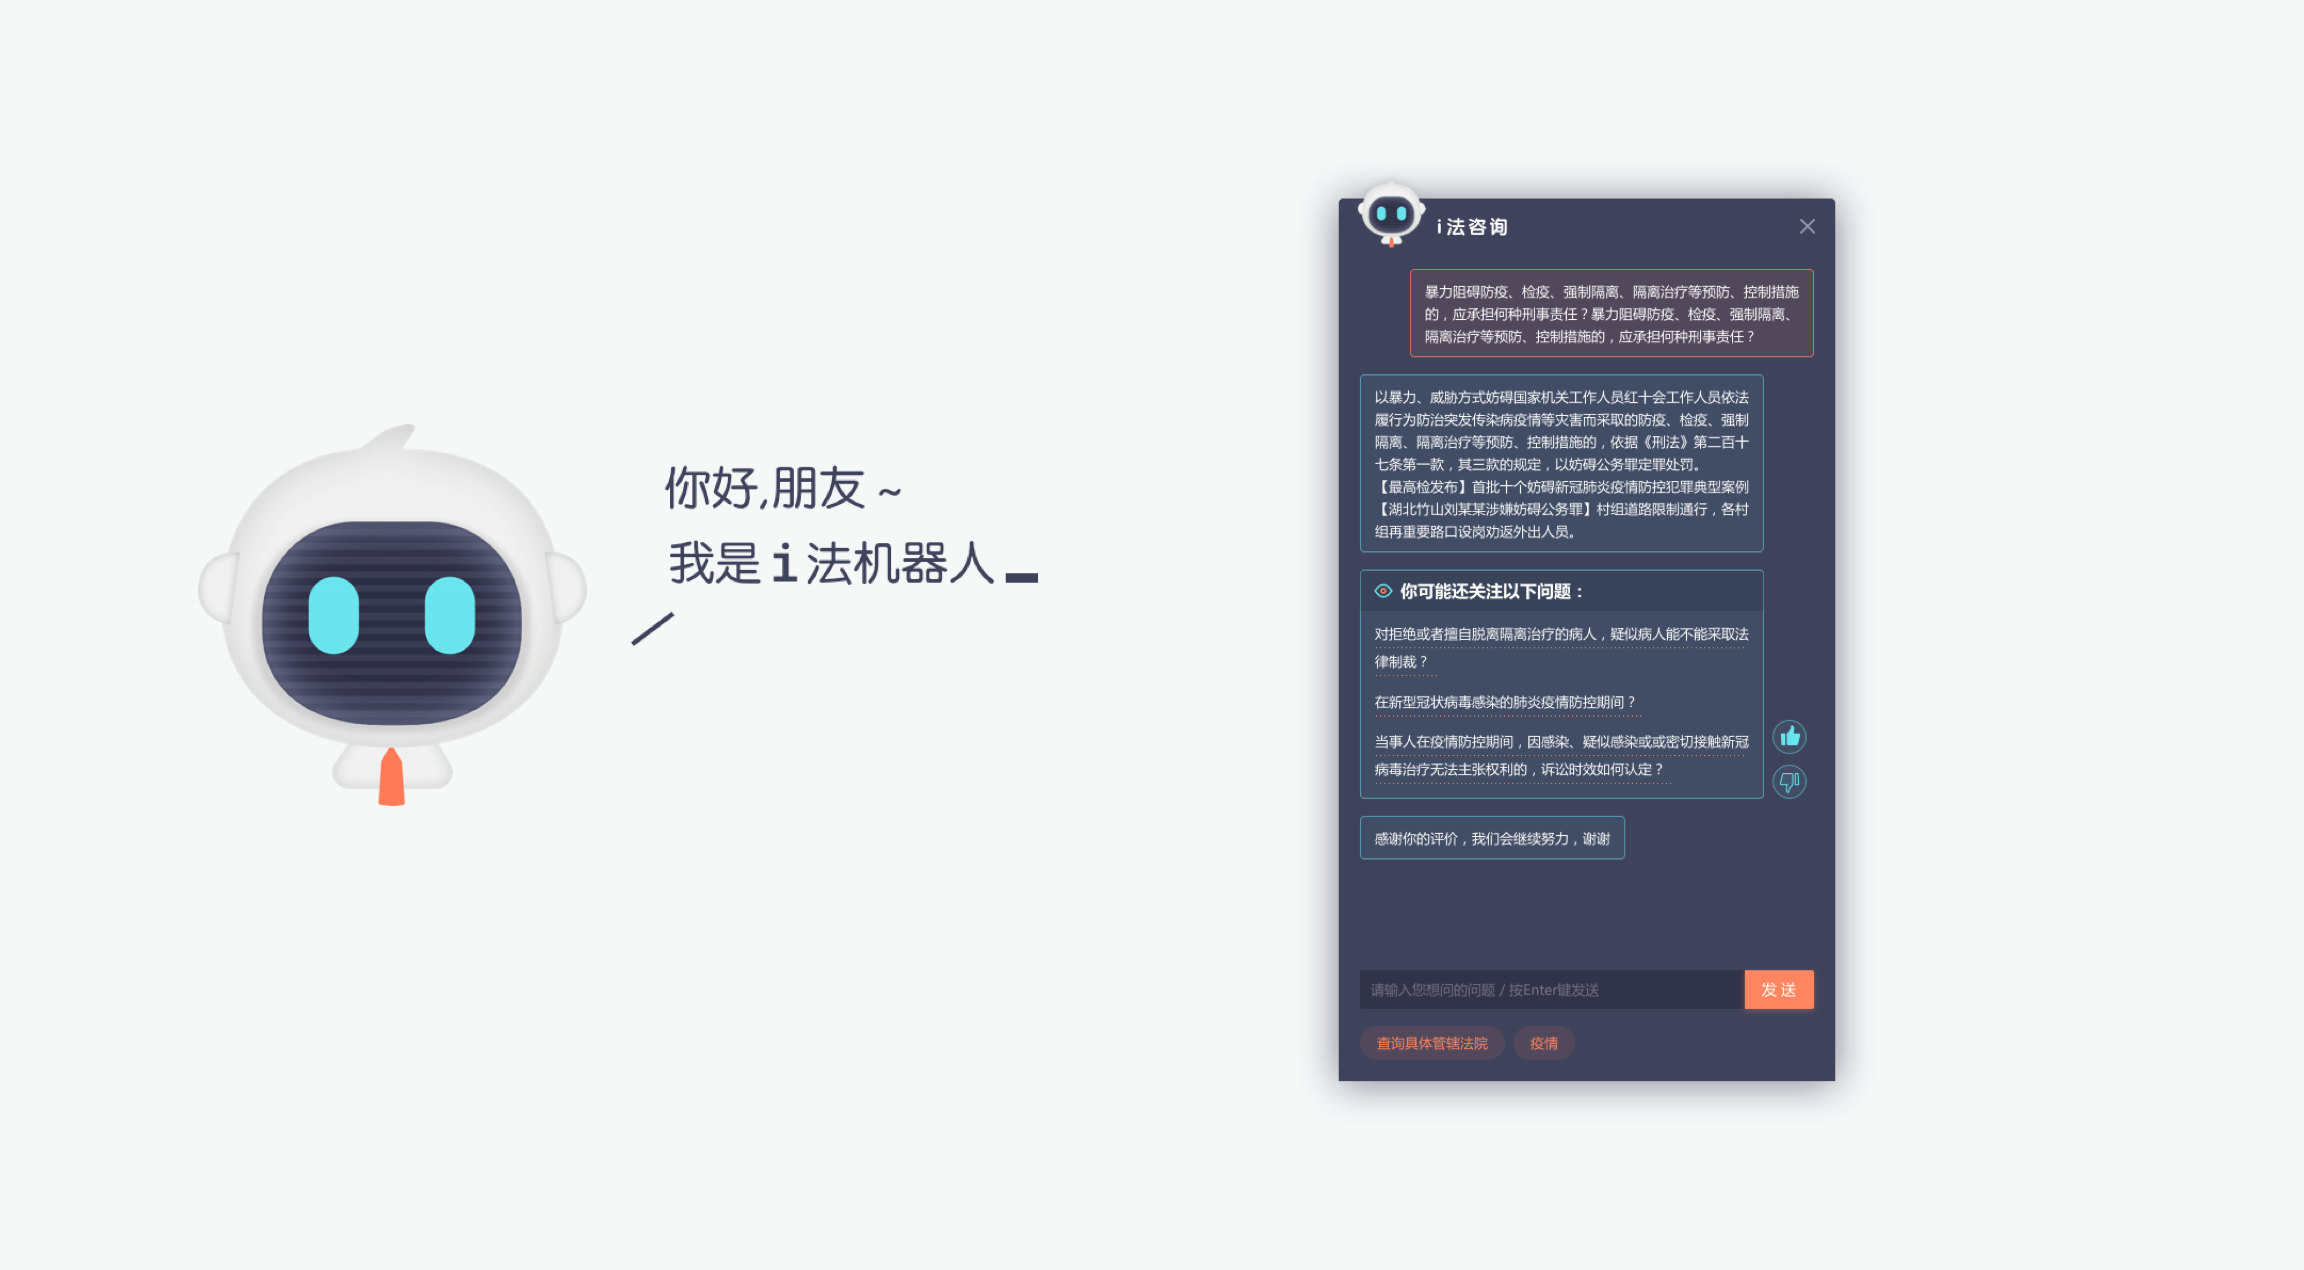 你好,朋友~
我是i法机器人
i法咨询
暴力阻碍防疫、检疫、强制隔离、隔离治疗等预防、控制措施
的，应承担何种刑事责任？暴力阻碍防疫、检疫、强制隔离、
隔离治疗等预防、控制措施的，应承担何种刑事责任？
以暴力、威胁方式妨碍国家机关工作人员红十会工作人员依法
履行为防治突发传染病疫情等灾害而采取的防疫、检疫、强制
隔离、隔离治疗等预防、控制措施的，依据《刑法》第二百十
七条第一款，其三款的规定，以妨碍公务罪定罪处罚。
【最高检发布】首批十个妨碍新冠肺炎疫情防控犯罪典型案例
【湖北竹山刘某某涉嫌妨碍公务罪】村组道路限制通行，各村
组再重要路口设岗劝返外出人员。
你可能还关注以下问题：
对拒绝或者擅自脱离隔离治疗的病人，疑似病人能不能采取法
律制裁？
在新型冠状病毒感染的肺炎疫情防控期间？
当事人在疫情防控期间，因感染、疑似感染或或密切接触新冠
病毒治疗无法主张权利的，诉讼时效如何认定？
感谢你的评价，我们会继续努力，谢谢
请输入您想问的问题 / 按Enter键发送
发 送
查询具体管辖法院
疫情